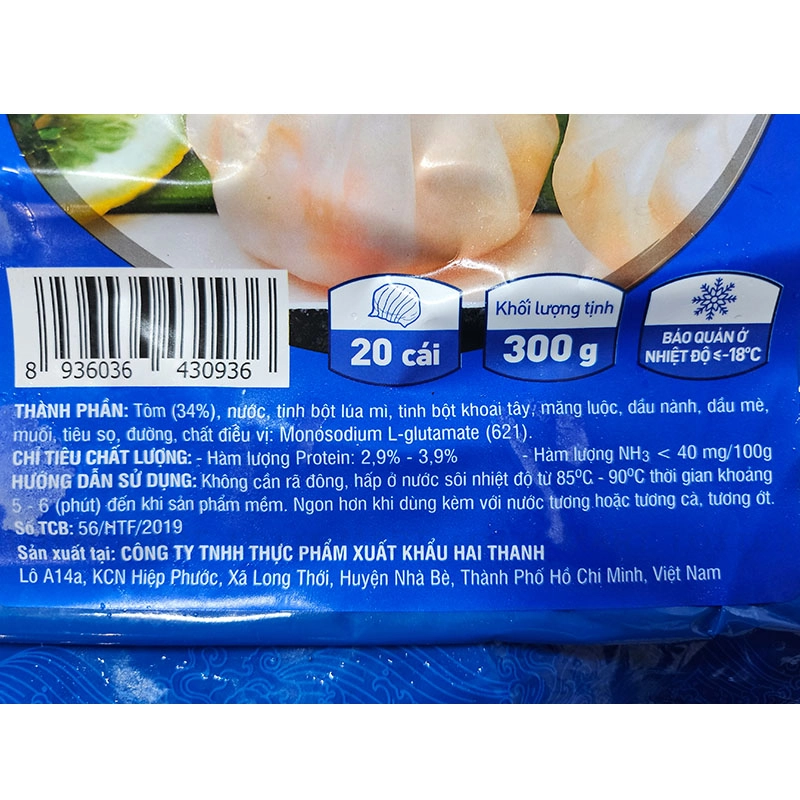 20 cái
Khối lượng tịnh
300 g
BẢO QUẢN Ở
NHIỆT ĐỘ ≤-18°C
8 936036 430936
THÀNH PHẦN: Tôm (34%), nước, tinh bột lúa mì, tinh bột khoai tây, măng luộc, dầu nành, dầu mè,
muối, tiêu sọ, đường, chất điều vị: Monosodium L-glutamate (621).
CHỈ TIÊU CHẤT LƯỢNG: - Hàm lượng Protein: 2,9% - 3,9% - Hàm lượng NH3 < 40 mg/100g
HƯỚNG DẪN SỬ DỤNG: Không cần rã đông, hấp ở nước sôi nhiệt độ từ 85°C - 90°C thời gian khoảng
5 - 6 (phút) đến khi sản phẩm mềm. Ngon hơn khi dùng kèm với nước tương hoặc tương cà, tương ớt.
Số TCB: 56/HTF/2019
Sản xuất tại: CÔNG TY TNHH THỰC PHẨM XUẤT KHẨU HAI THANH
Lô A14a, KCN Hiệp Phước, Xã Long Thới, Huyện Nhà Bè, Thành Phố Hồ Chí Minh, Việt Nam